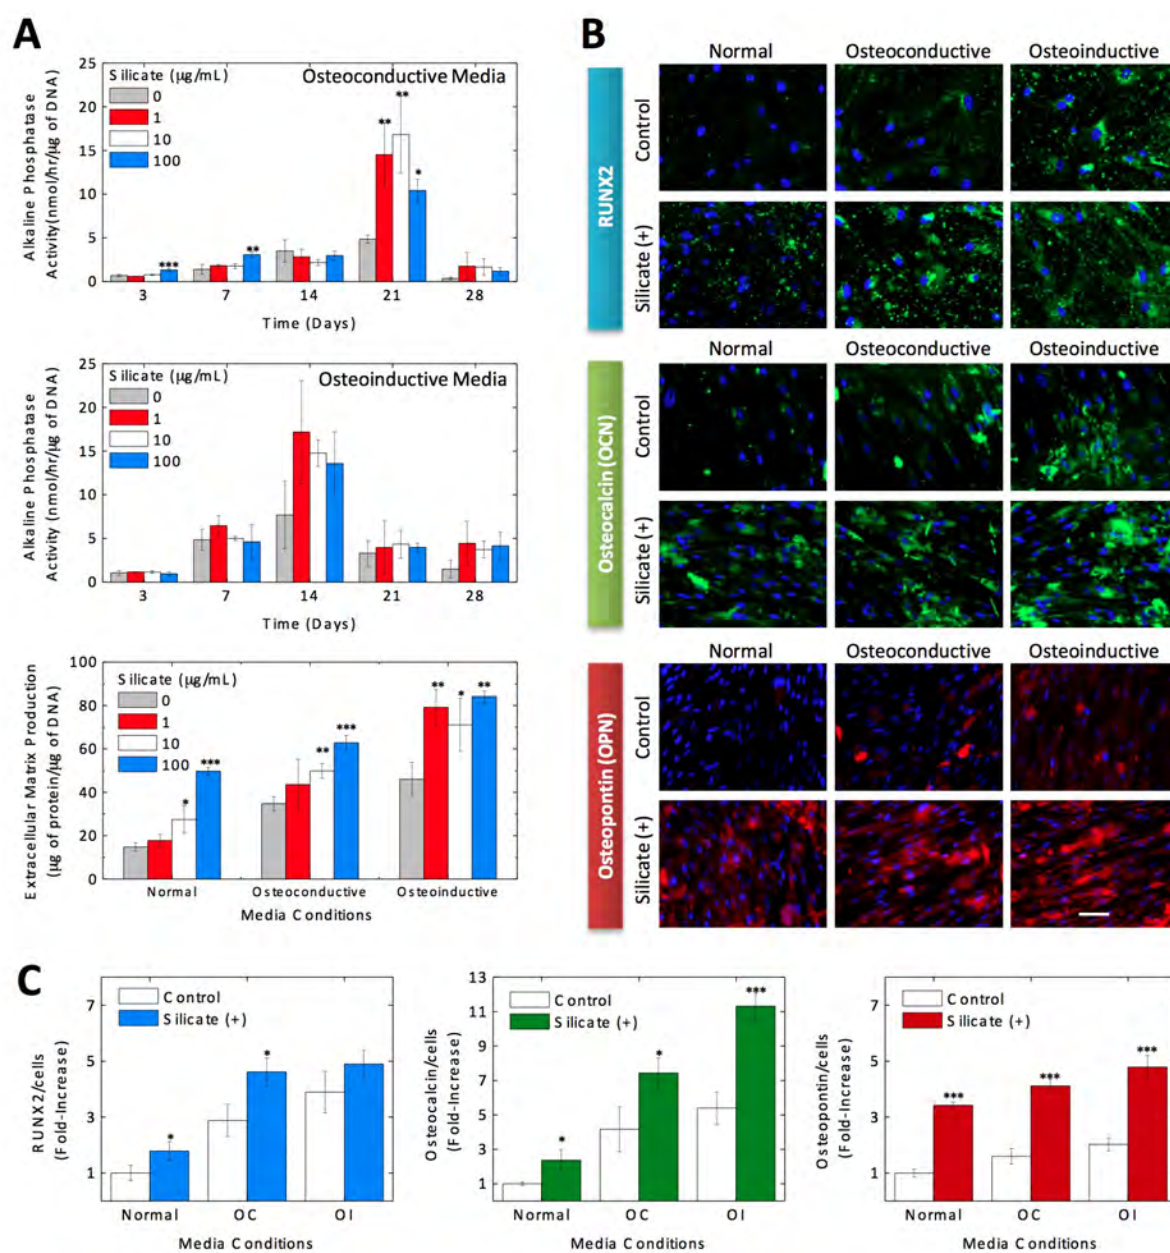 A
Silicate (µg/mL)
0
1
10
100
Osteoconductive Media
Alkaline Phosphatase
Activity(nmol/hr/µg of DNA)
25
20
15
10
5
0
***
**
**
**
*
3 7 14 21 28
Time (Days)
Silicate (µg/mL)
0
1
10
100
Osteoinductive Media
Alkaline Phosphatase
Activity (nmol/hr/µg of DNA)
25
20
15
10
5
0
3 7 14 21 28
Time (Days)
Silicate (µg/mL)
0
1
10
100
Extracellular Matrix Production
(µg of protein/µg of DNA)
100
80
60
40
20
0
*
***
**
***
**
*
**
Normal Osteoconductive Osteoinductive
Media Conditions
B
Normal Osteoconductive Osteoinductive
RUNX2
Control
Silicate (+)
Normal Osteoconductive Osteoinductive
Osteocalcin (OCN)
Control
Silicate (+)
Normal Osteoconductive Osteoinductive
Osteopontin (OPN)
Control
Silicate (+)
C
Control
Silicate (+)
RUNX2/cells
(Fold-Increase)
7
5
3
1
*
*
Normal OC OI
Media Conditions
Control
Silicate (+)
Osteocalcin/cells
(Fold-Increase)
13
11
9
7
5
3
1
*
*
***
Normal OC OI
Media Conditions
Control
Silicate (+)
Osteopontin/cells
(Fold-Increase)
7
5
3
1
***
***
***
Normal OC OI
Media Conditions